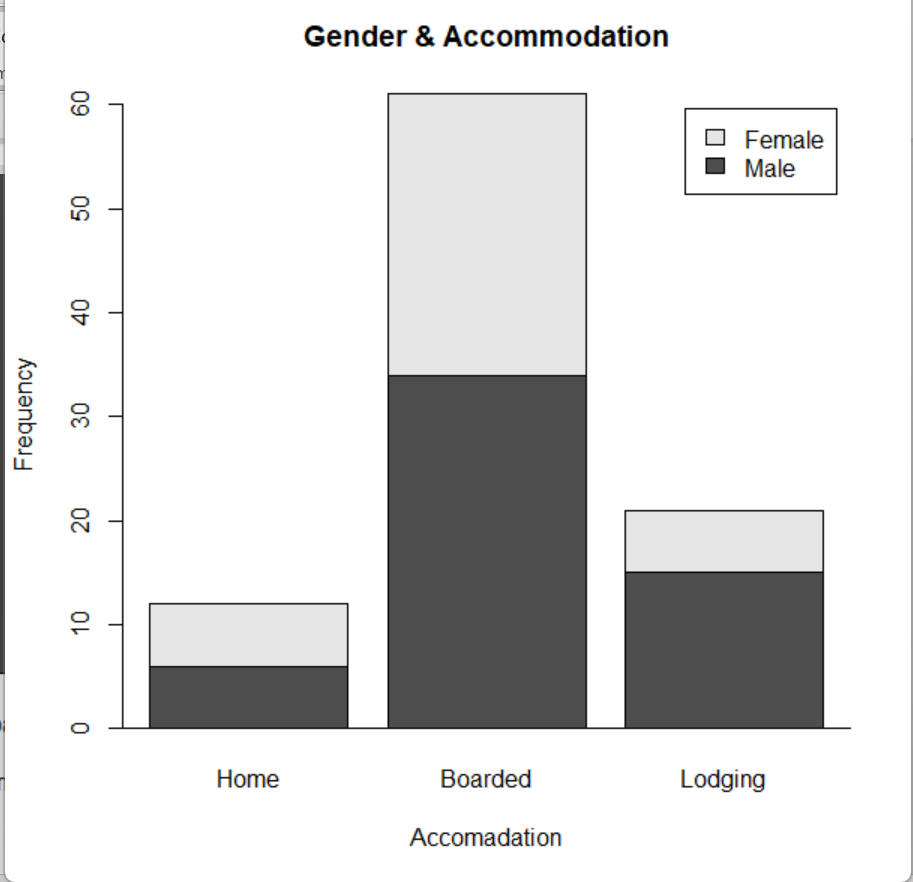 Gender & Accommodation
Female
Male
60
50
40
30
20
10
0
Frequency
Home Boarded Lodging
Accomadation